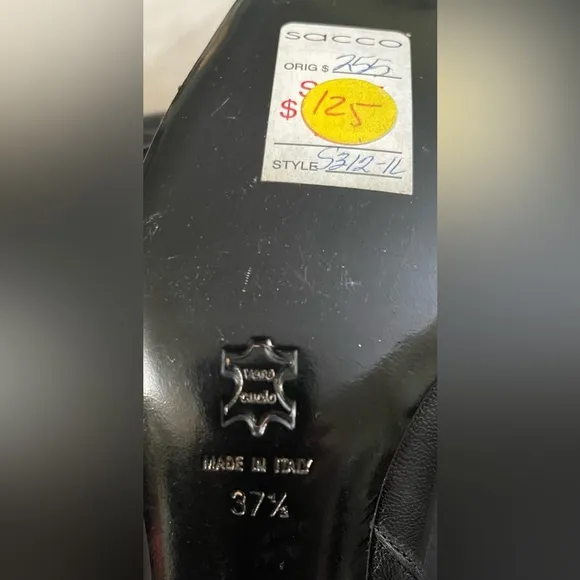 sacco
ORIG $ 255
S
$ 125
STYLE S312-1L
vero
cuoio
MADE IN ITALY
37½